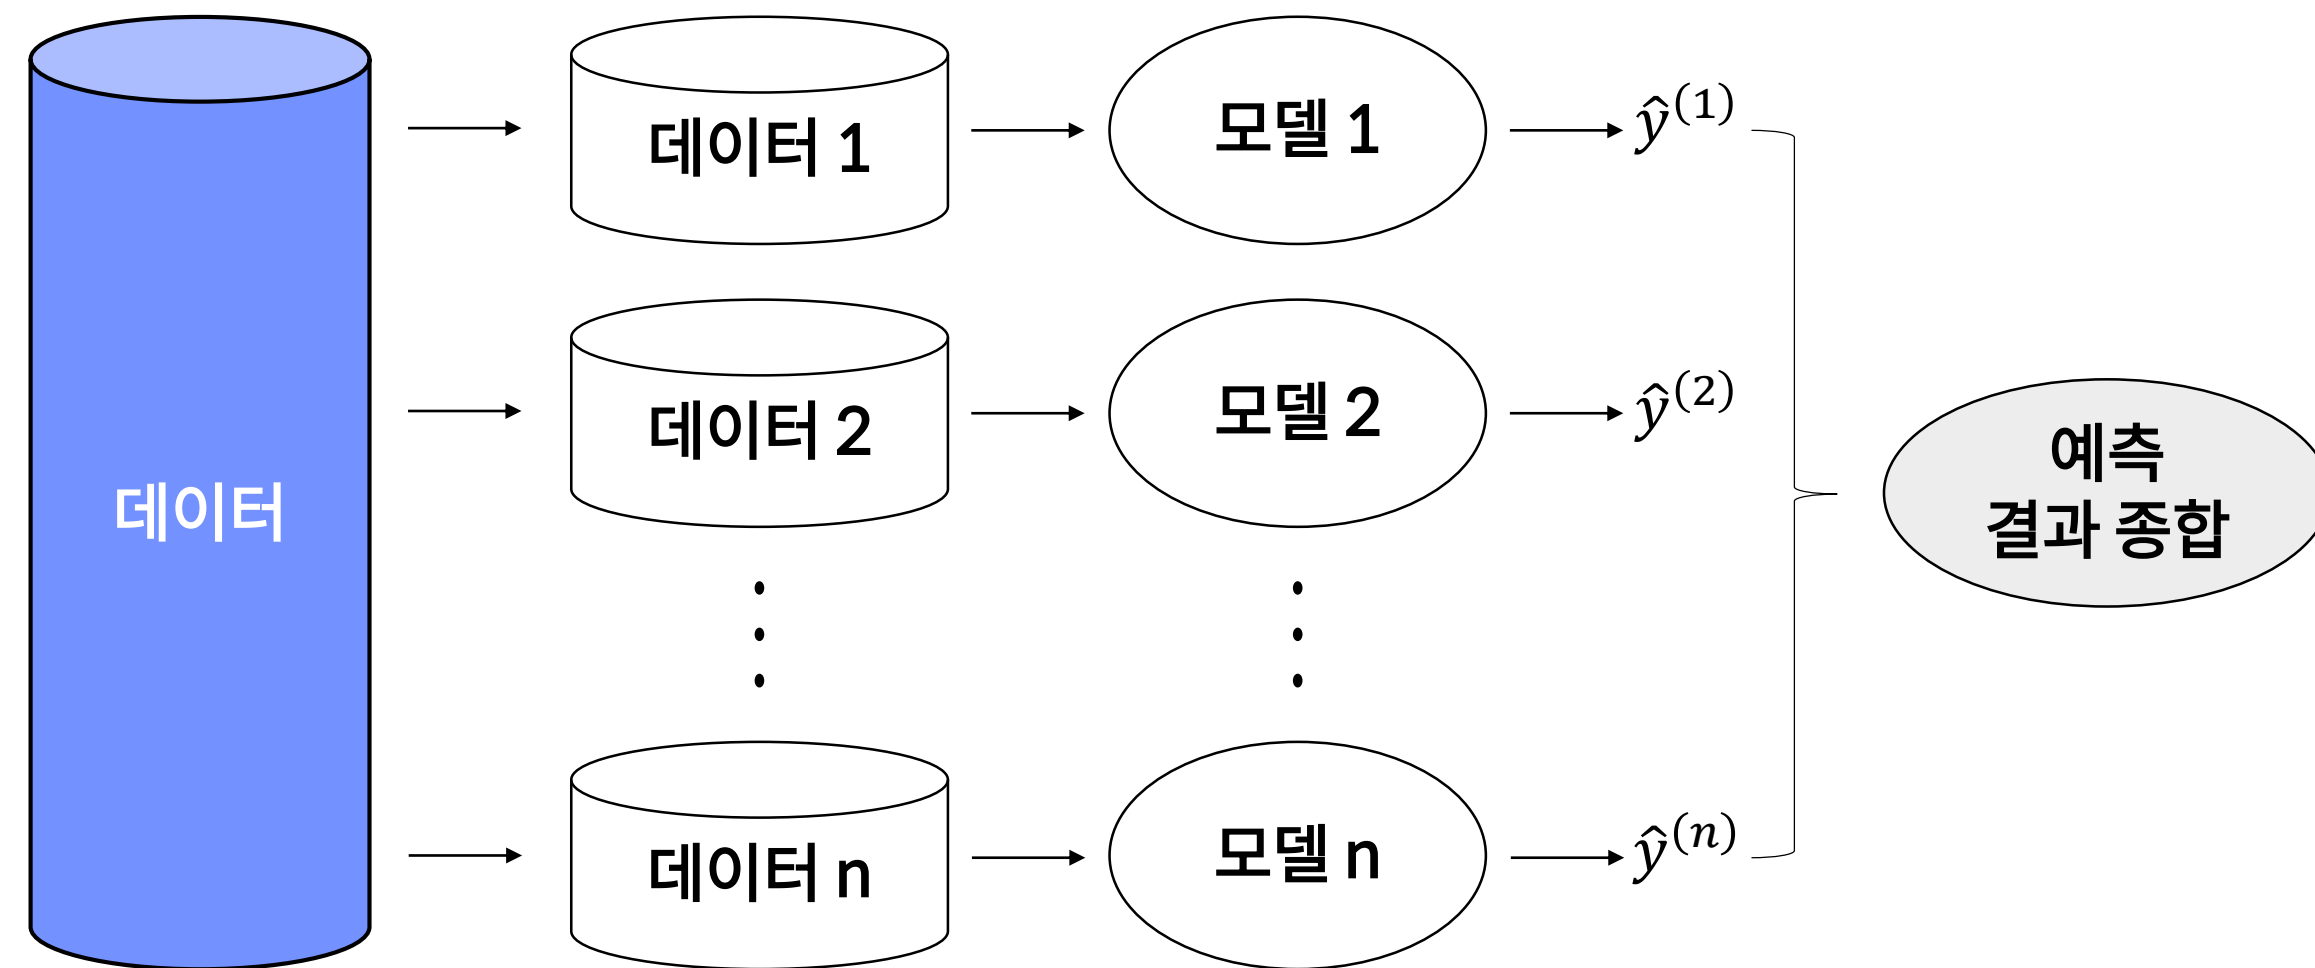 데이터
데이터 1
모델 1
ŷ⁽¹⁾
데이터 2
모델 2
ŷ⁽²⁾
데이터 n
모델 n
ŷ⁽ⁿ⁾
예측
결과 종합